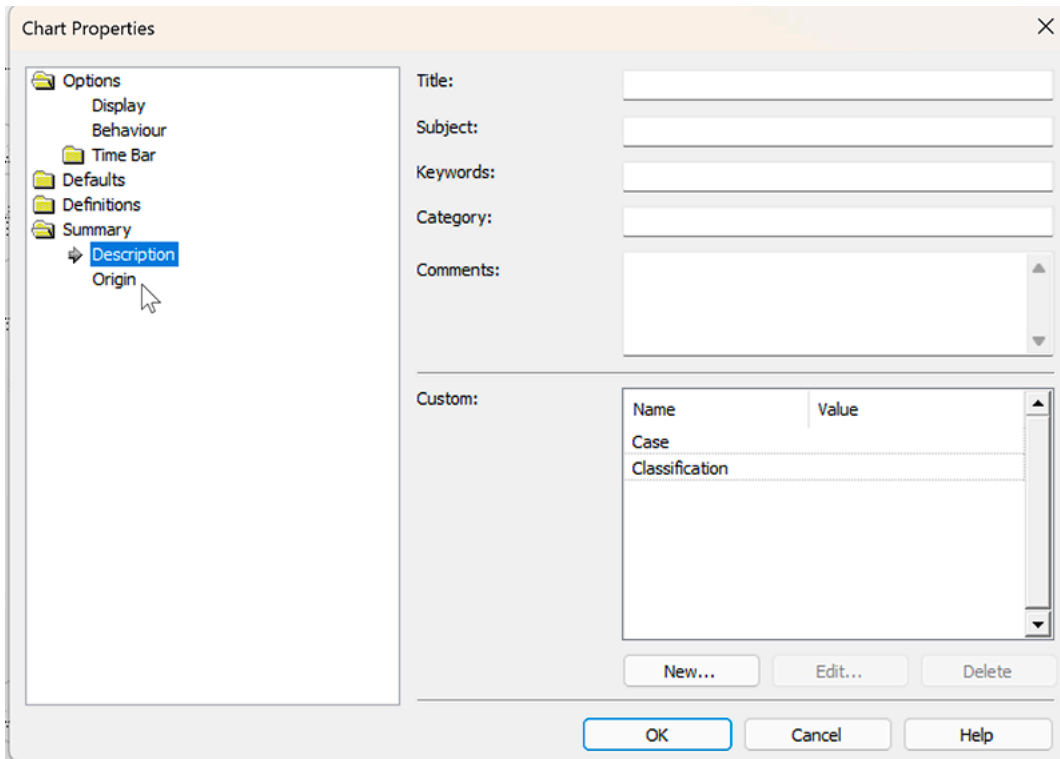 Chart Properties
Options
Display
Behaviour
Time Bar
Defaults
Definitions
Summary
Description
Origin
Title:
Subject:
Keywords:
Category:
Comments:
Custom:
Name Value
Case
Classification
New... Edit... Delete
OK Cancel Help